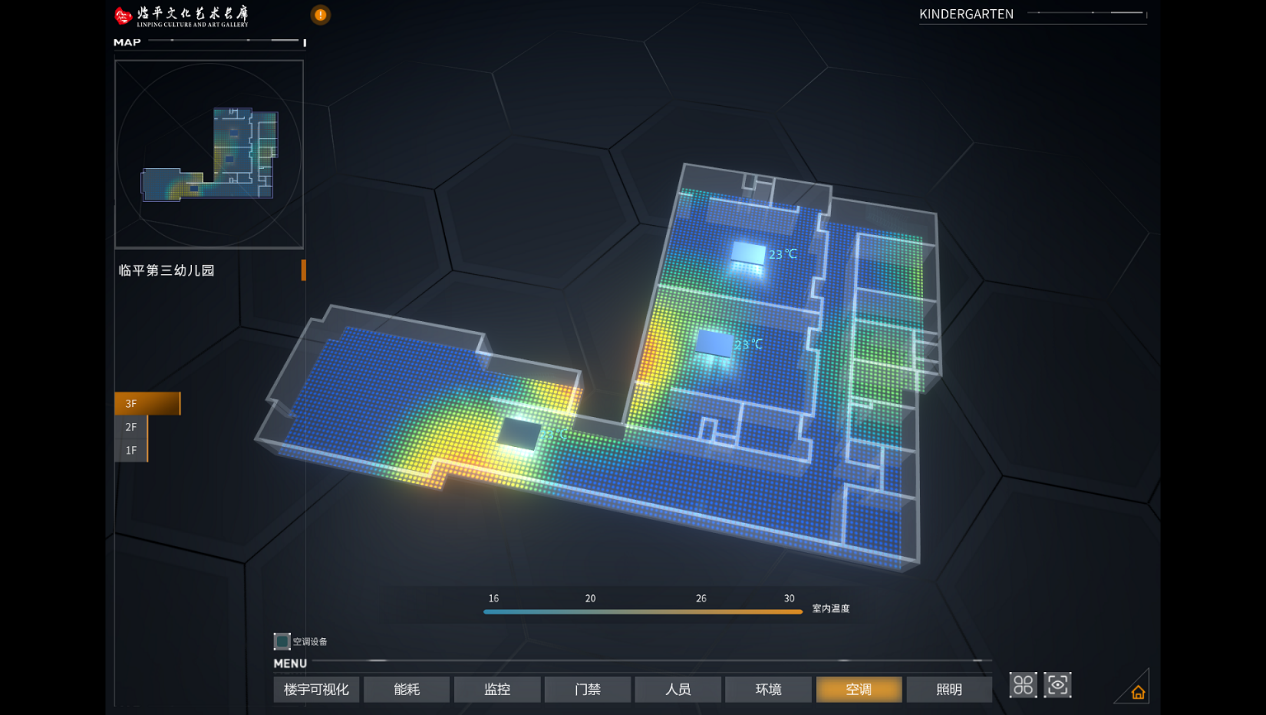 临平文化艺术长廊
LINPING CULTURE AND ART GALLERY
!
KINDERGARTEN
MAP
临平第三幼儿园
23℃
23℃
3F
2F
1F
16 20 26 30 室内温度
空调设备
MENU
楼宇可视化 能耗 监控 门禁 人员 环境 空调 照明